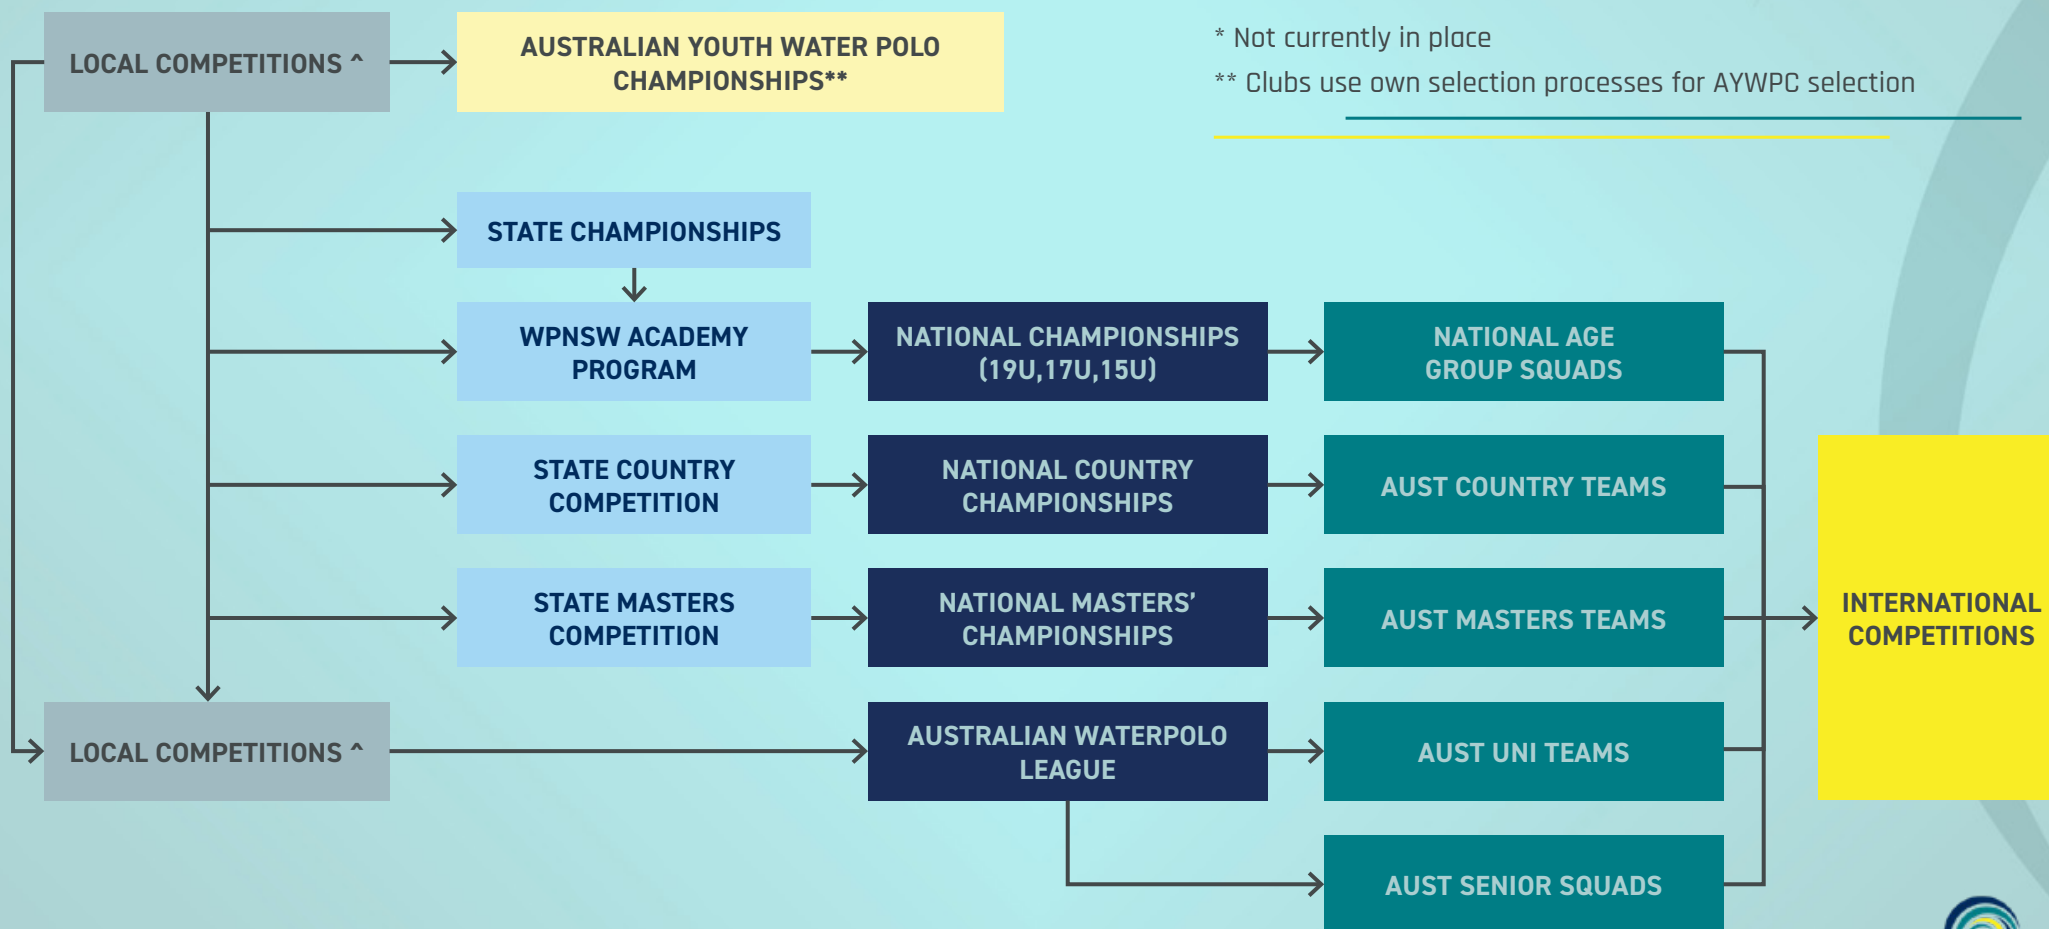 LOCAL COMPETITIONS ^
AUSTRALIAN YOUTH WATER POLO
CHAMPIONSHIPS**
* Not currently in place
** Clubs use own selection processes for AYWPC selection
STATE CHAMPIONSHIPS
WPNSW ACADEMY
PROGRAM
NATIONAL CHAMPIONSHIPS
(19U,17U,15U)
NATIONAL AGE
GROUP SQUADS
STATE COUNTRY
COMPETITION
NATIONAL COUNTRY
CHAMPIONSHIPS
AUST COUNTRY TEAMS
STATE MASTERS
COMPETITION
NATIONAL MASTERS’
CHAMPIONSHIPS
AUST MASTERS TEAMS
INTERNATIONAL
COMPETITIONS
LOCAL COMPETITIONS ^
AUSTRALIAN WATERPOLO
LEAGUE
AUST UNI TEAMS
AUST SENIOR SQUADS